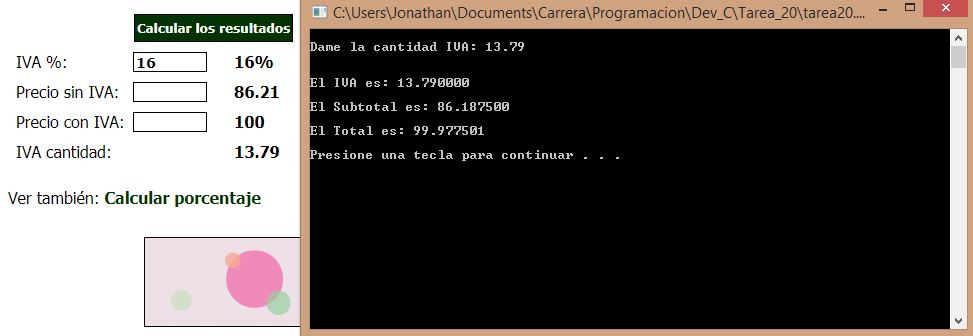 Calcular los resultados
IVA %: 16 16%
Precio sin IVA: 86.21
Precio con IVA: 100
IVA cantidad: 13.79
Ver también: Calcular porcentaje
C:\Users\Jonathan\Documents\Carrera\Programacion\Dev_C\Tarea_20\tarea20....
Dame la cantidad IVA: 13.79
El IVA es: 13.790000
El Subtotal es: 86.187500
El Total es: 99.977501
Presione una tecla para continuar . . .